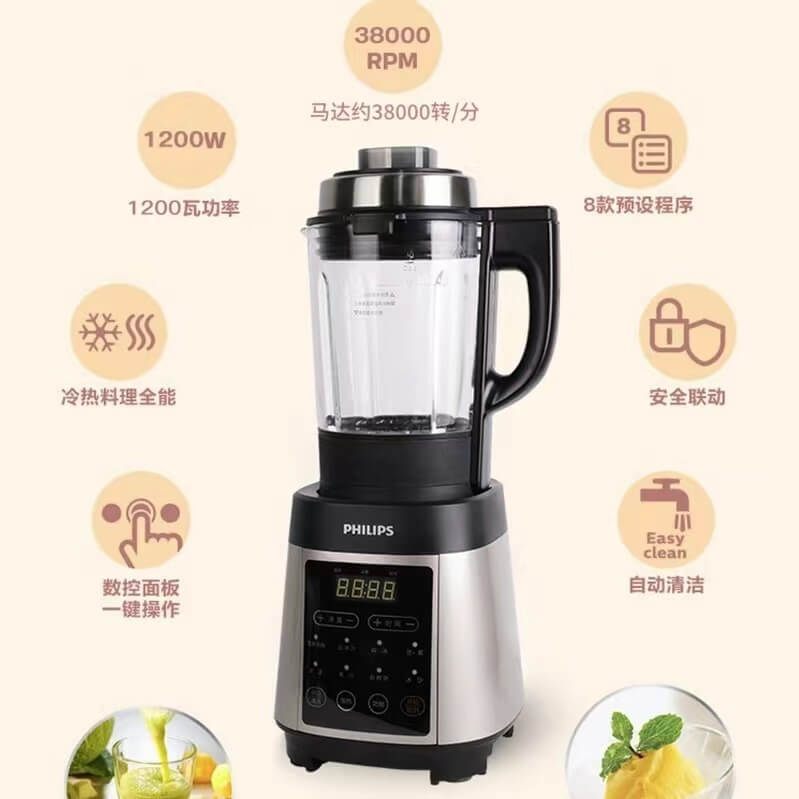 38000
RPM
马达约38000转/分
1200W
1200瓦功率
8
8款预设程序
冷热料理全能
安全联动
数控面板
一键操作
Easy
clean
自动清洁
PHILIPS
88:88